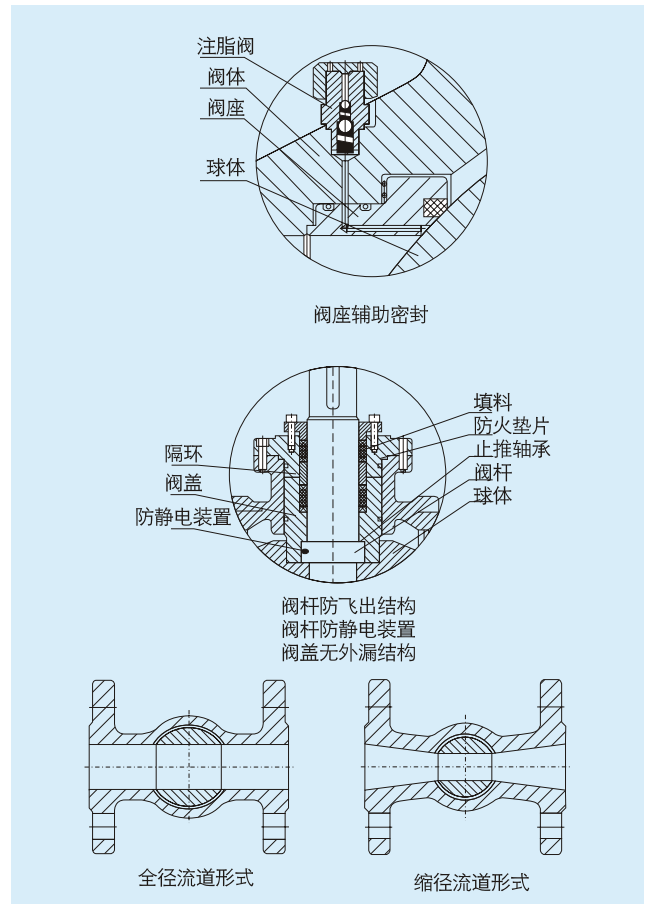 注脂阀
阀体
阀座
球体
阀座辅助密封
填料
防火垫片
止推轴承
阀杆
球体
隔环
阀盖
防静电装置
阀杆防飞出结构
阀杆防静电装置
阀盖无外漏结构
全径流道形式
缩径流道形式